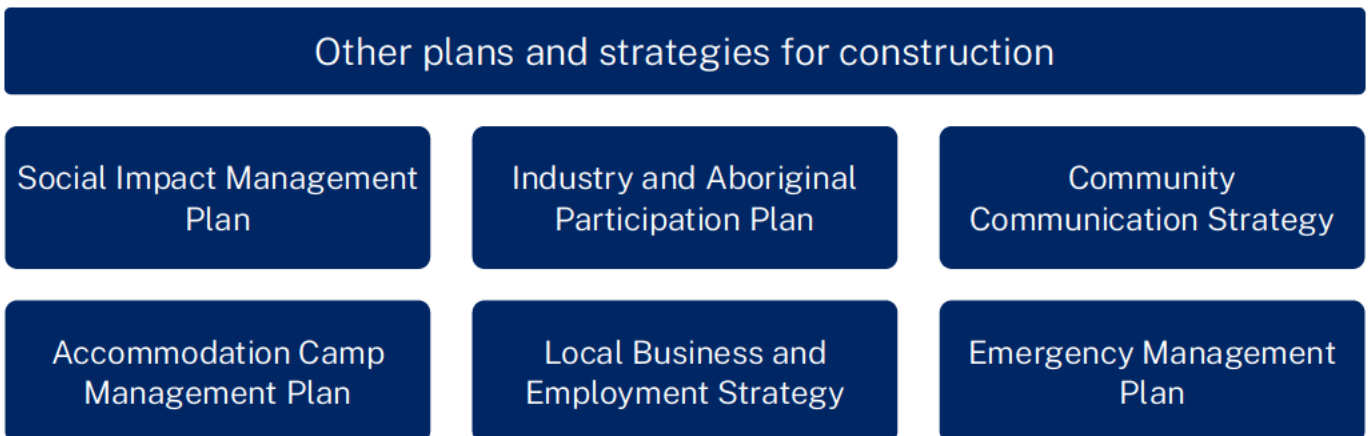 Other plans and strategies for construction
Social Impact Management
Plan
Industry and Aboriginal
Participation Plan
Community
Communication Strategy
Accommodation Camp
Management Plan
Local Business and
Employment Strategy
Emergency Management
Plan